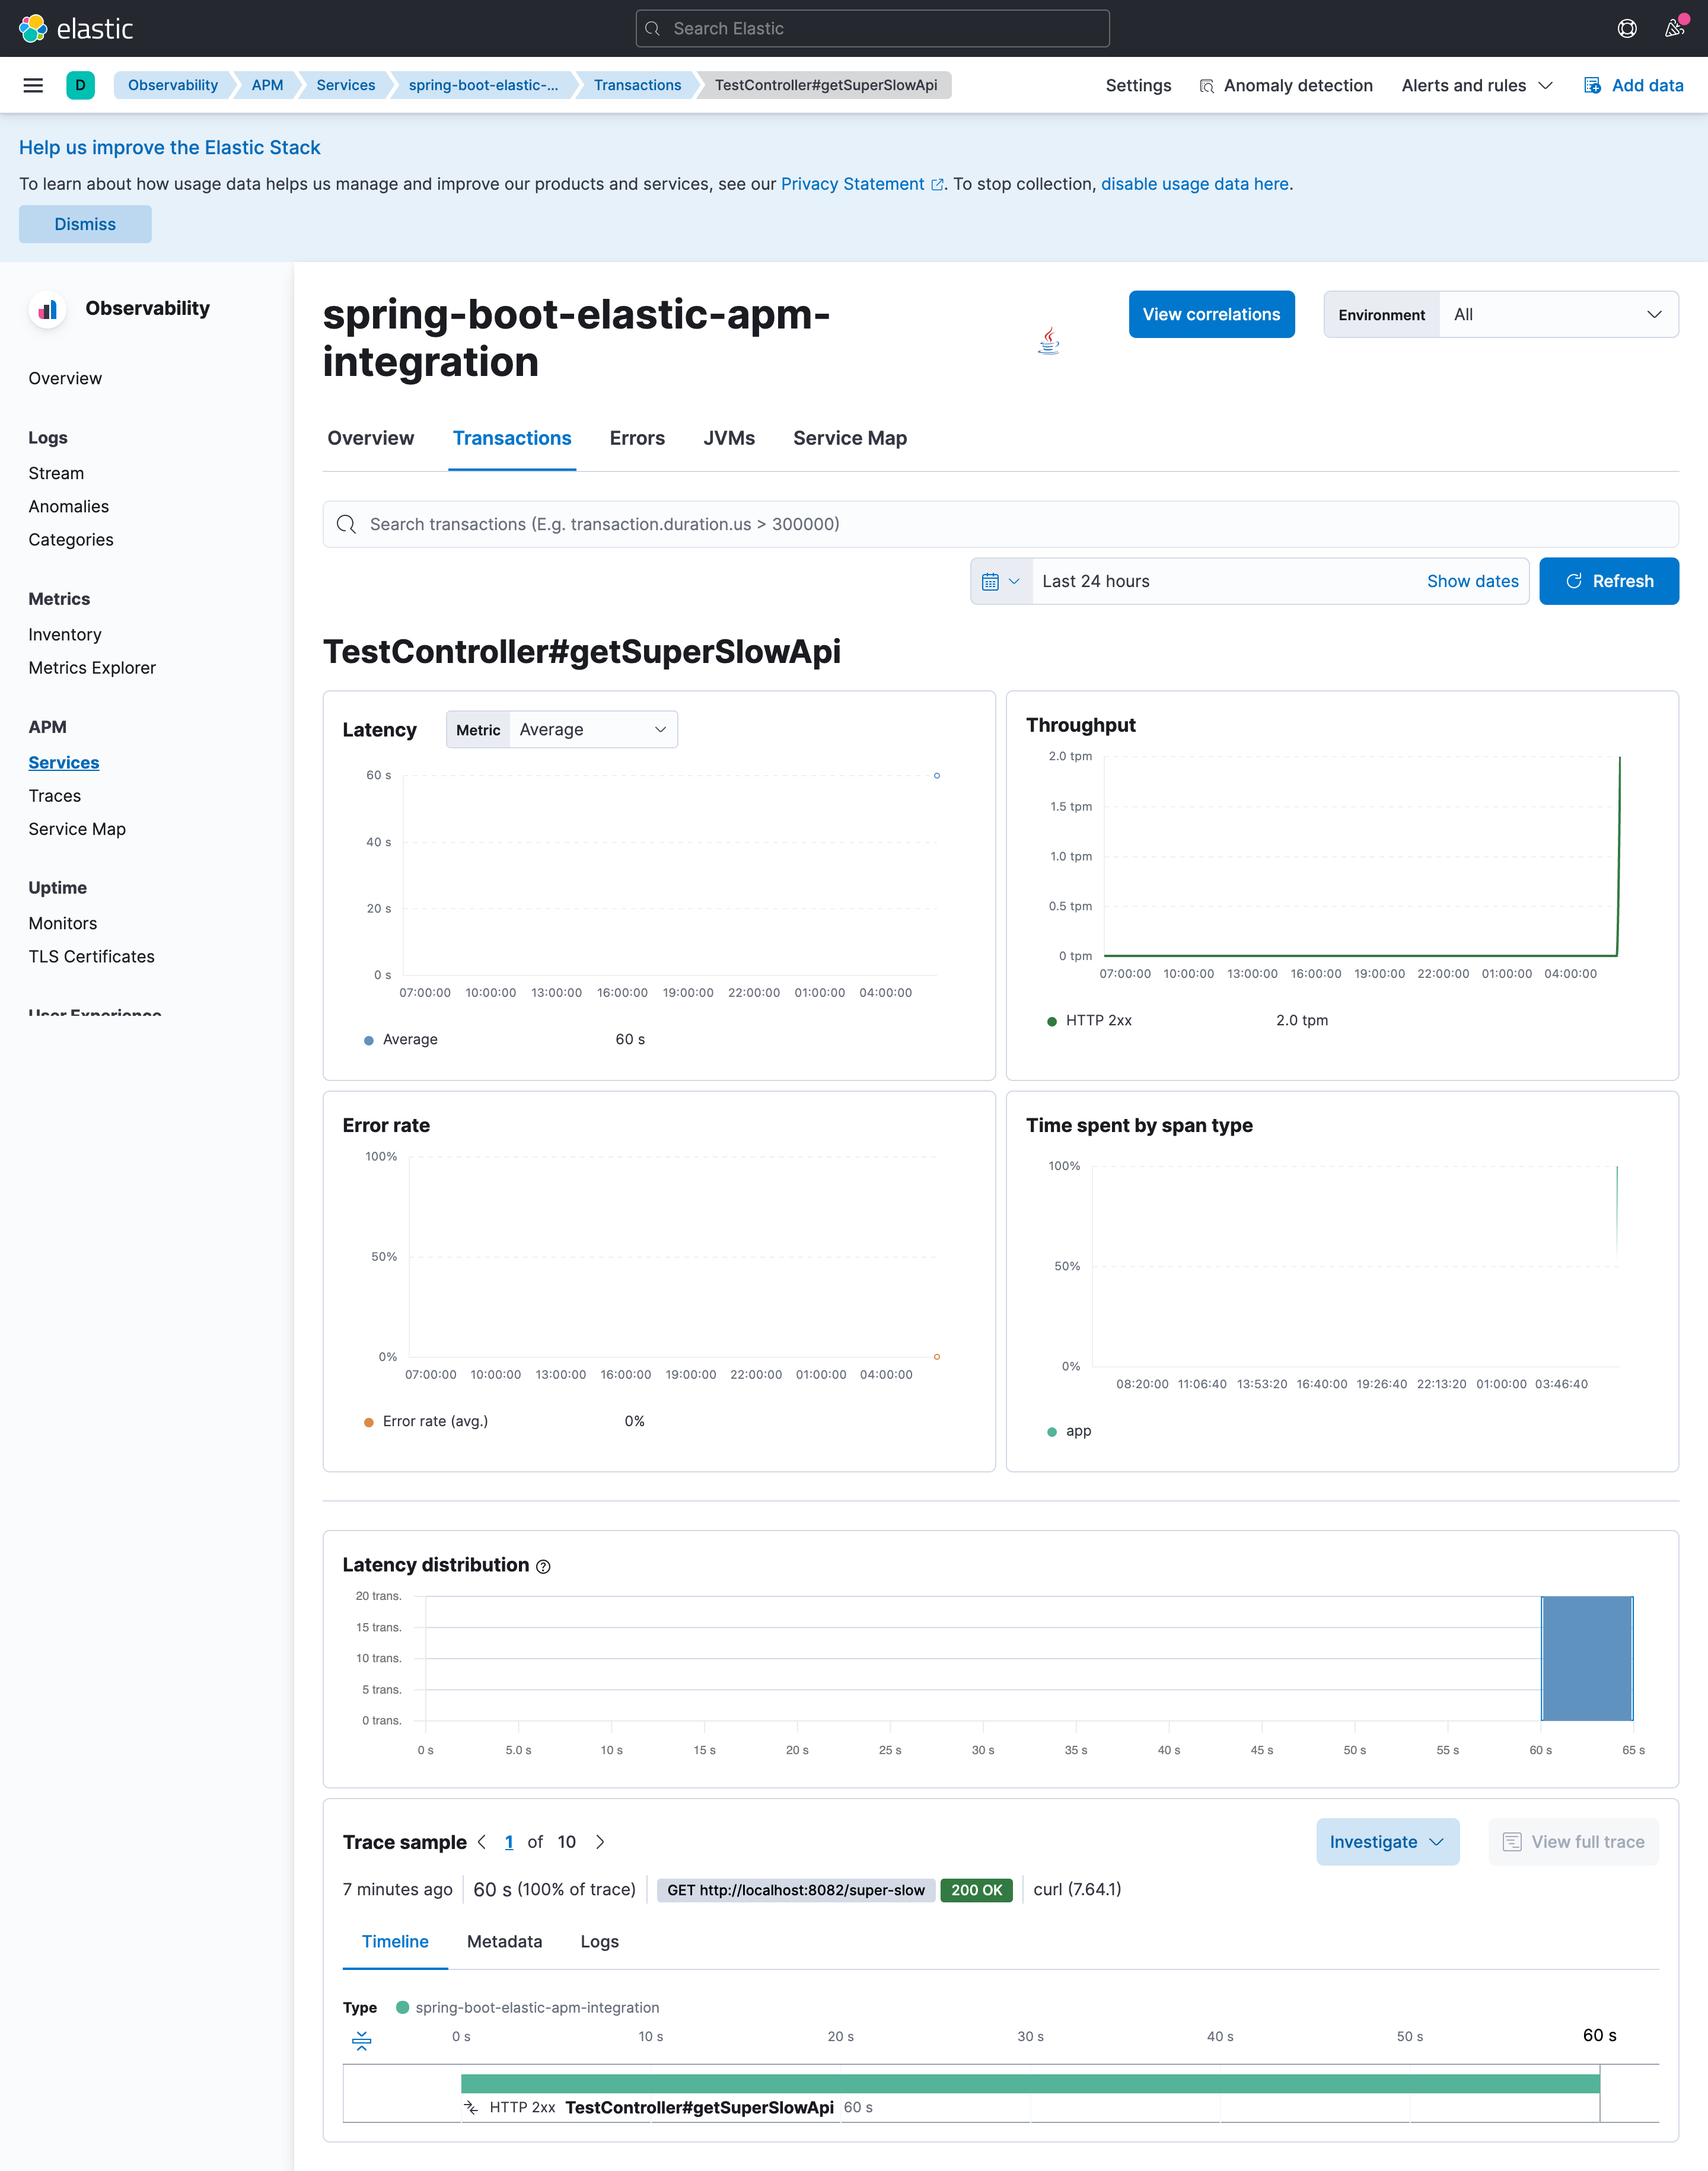 elastic
Search Elastic
D
Observability
APM
Services
spring-boot-elastic-...
Transactions
TestController#getSuperSlowApi
Settings
Anomaly detection
Alerts and rules
Add data
Help us improve the Elastic Stack
To learn about how usage data helps us manage and improve our products and services, see our Privacy Statement . To stop collection, disable usage data here.
Dismiss
Observability
Overview
Logs
Stream
Anomalies
Categories
Metrics
Inventory
Metrics Explorer
APM
Services
Traces
Service Map
Uptime
Monitors
TLS Certificates
User Experience
spring-boot-elastic-apm-
integration
View correlations
Environment
All
Overview
Transactions
Errors
JVMs
Service Map
Search transactions (E.g. transaction.duration.us > 300000)
Last 24 hours
Show dates
Refresh
TestController#getSuperSlowApi
Latency
Metric
Average
60 s
40 s
20 s
0 s
07:00:00 10:00:00 13:00:00 16:00:00 19:00:00 22:00:00 01:00:00 04:00:00
Average 60 s
Throughput
2.0 tpm
1.5 tpm
1.0 tpm
0.5 tpm
0 tpm
07:00:00 10:00:00 13:00:00 16:00:00 19:00:00 22:00:00 01:00:00 04:00:00
HTTP 2xx 2.0 tpm
Error rate
100%
50%
0%
07:00:00 10:00:00 13:00:00 16:00:00 19:00:00 22:00:00 01:00:00 04:00:00
Error rate (avg.) 0%
Time spent by span type
100%
50%
0%
08:20:00 11:06:40 13:53:20 16:40:00 19:26:40 22:13:20 01:00:00 03:46:40
app
Latency distribution
20 trans.
15 trans.
10 trans.
5 trans.
0 trans.
0 s 5.0 s 10 s 15 s 20 s 25 s 30 s 35 s 40 s 45 s 50 s 55 s 60 s 65 s
Trace sample 1 of 10
Investigate
View full trace
7 minutes ago 60 s (100% of trace) GET http://localhost:8082/super-slow 200 OK curl (7.64.1)
Timeline
Metadata
Logs
Type spring-boot-elastic-apm-integration
0 s 10 s 20 s 30 s 40 s 50 s 60 s
HTTP 2xx TestController#getSuperSlowApi 60 s